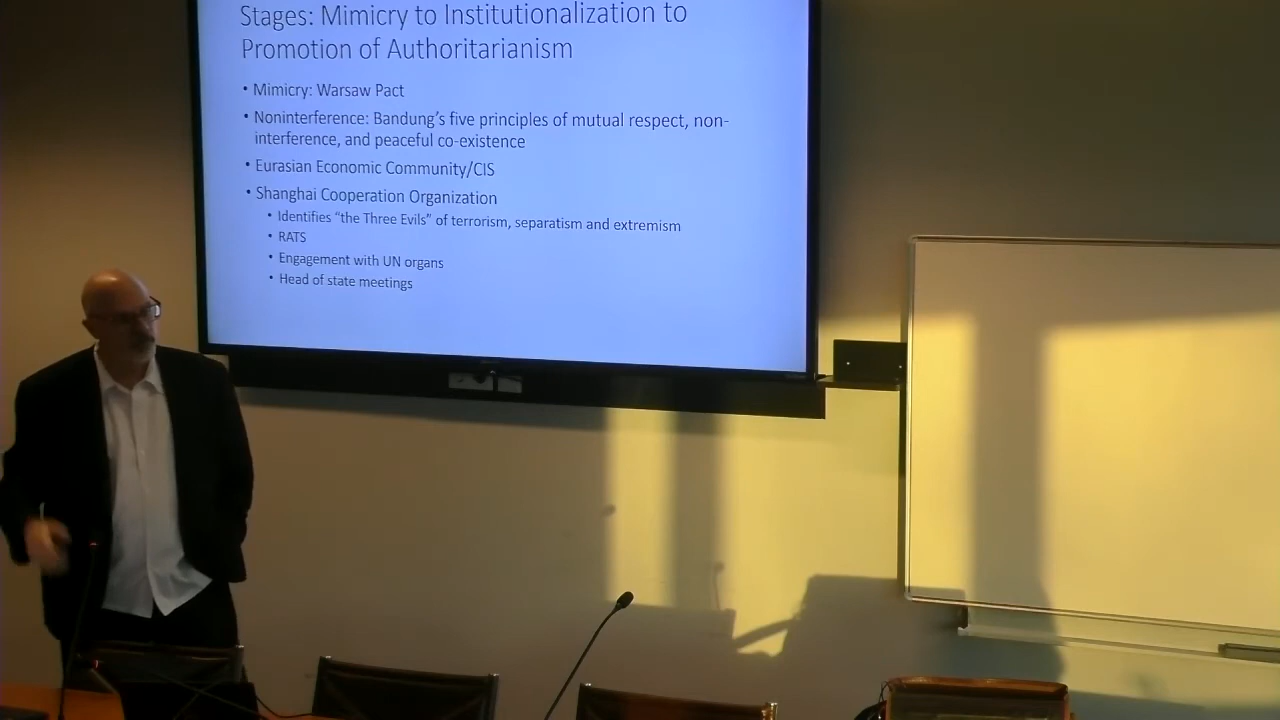 Stages: Mimicry to Institutionalization to
Promotion of Authoritarianism
• Mimicry: Warsaw Pact
• Noninterference: Bandung's five principles of mutual respect, non-
interference, and peaceful co-existence
• Eurasian Economic Community/CIS
• Shanghai Cooperation Organization
• Identifies "the Three Evils" of terrorism, separatism and extremism
• RATS
• Engagement with UN organs
• Head of state meetings